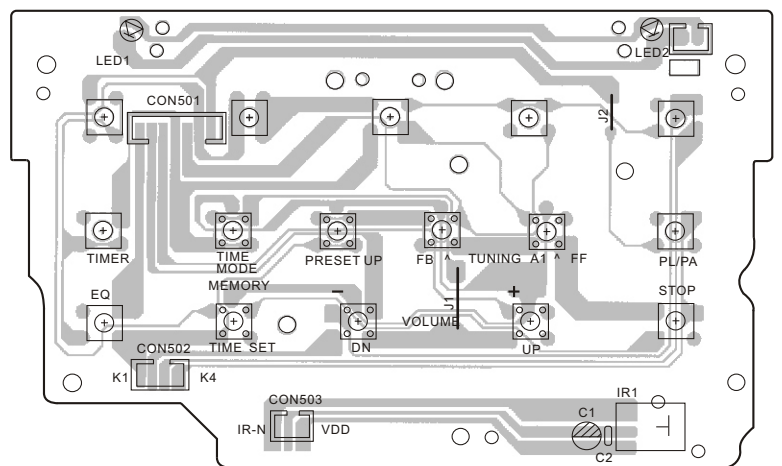 LED1
LED2
CON501
J2
TIMER
TIME
MODE
PRESET UP
FB ^ TUNING A1 ^ FF
PL/PA
EQ
MEMORY
-
J1
+
STOP
VOLUME
TIME SET
DN
UP
CON502
K1
K4
CON503
IR-N
VDD
C1
IR1
C2